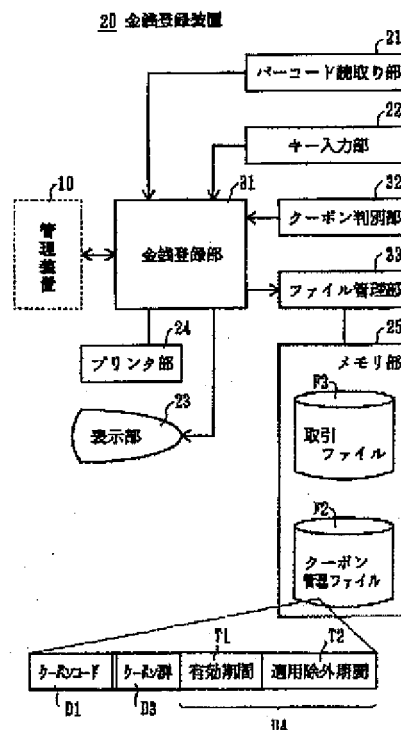 20 金銭登録装置
21
バーコード読取り部
22
キー入力部
10
31
32
管理装置
金銭登録部
クーポン判別部
33
ファイル管理部
24
プリンタ部
25
メモリ部
23
表示部
F3
取引
ファイル
F2
クーポン
管理ファイル
T1
T2
クーポンコード
クーポン群
有効期間
適用除外期間
D1
D3
D4